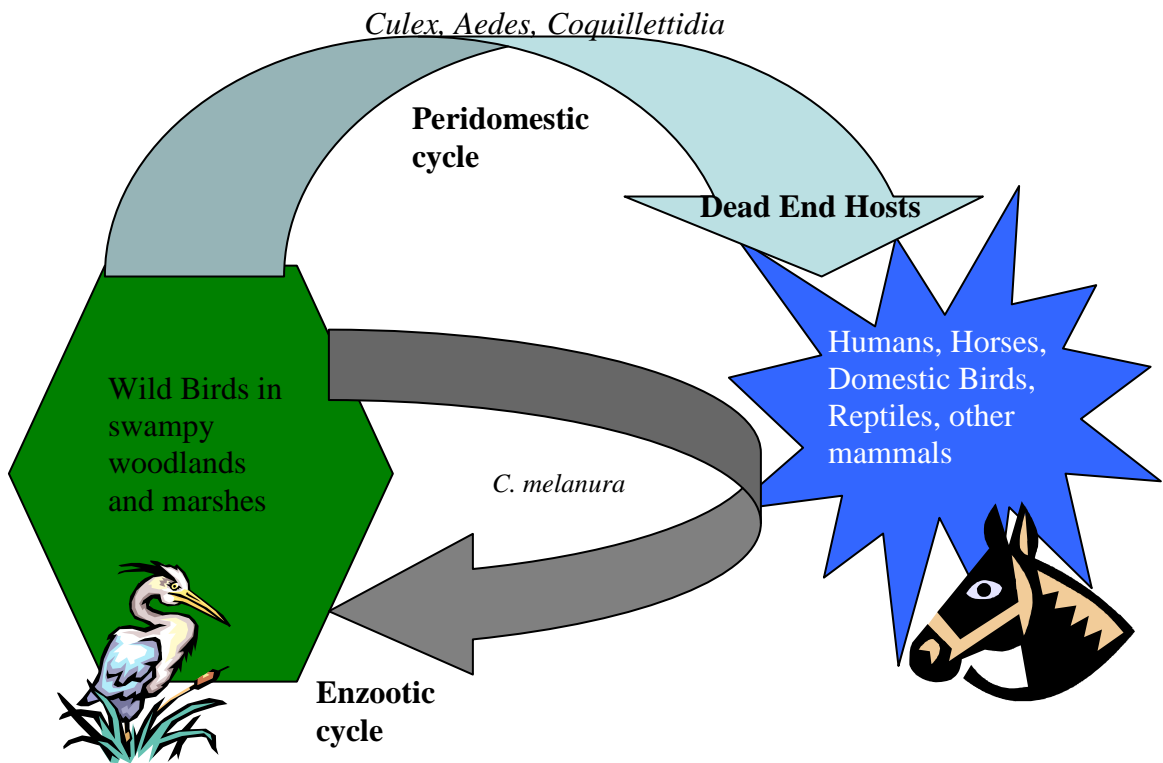 Culex, Aedes, Coquillettidia
Peridomestic
cycle
Dead End Hosts
Humans, Horses,
Domestic Birds,
Reptiles, other
mammals
Wild Birds in
swampy
woodlands
and marshes
C. melanura
Enzootic
cycle